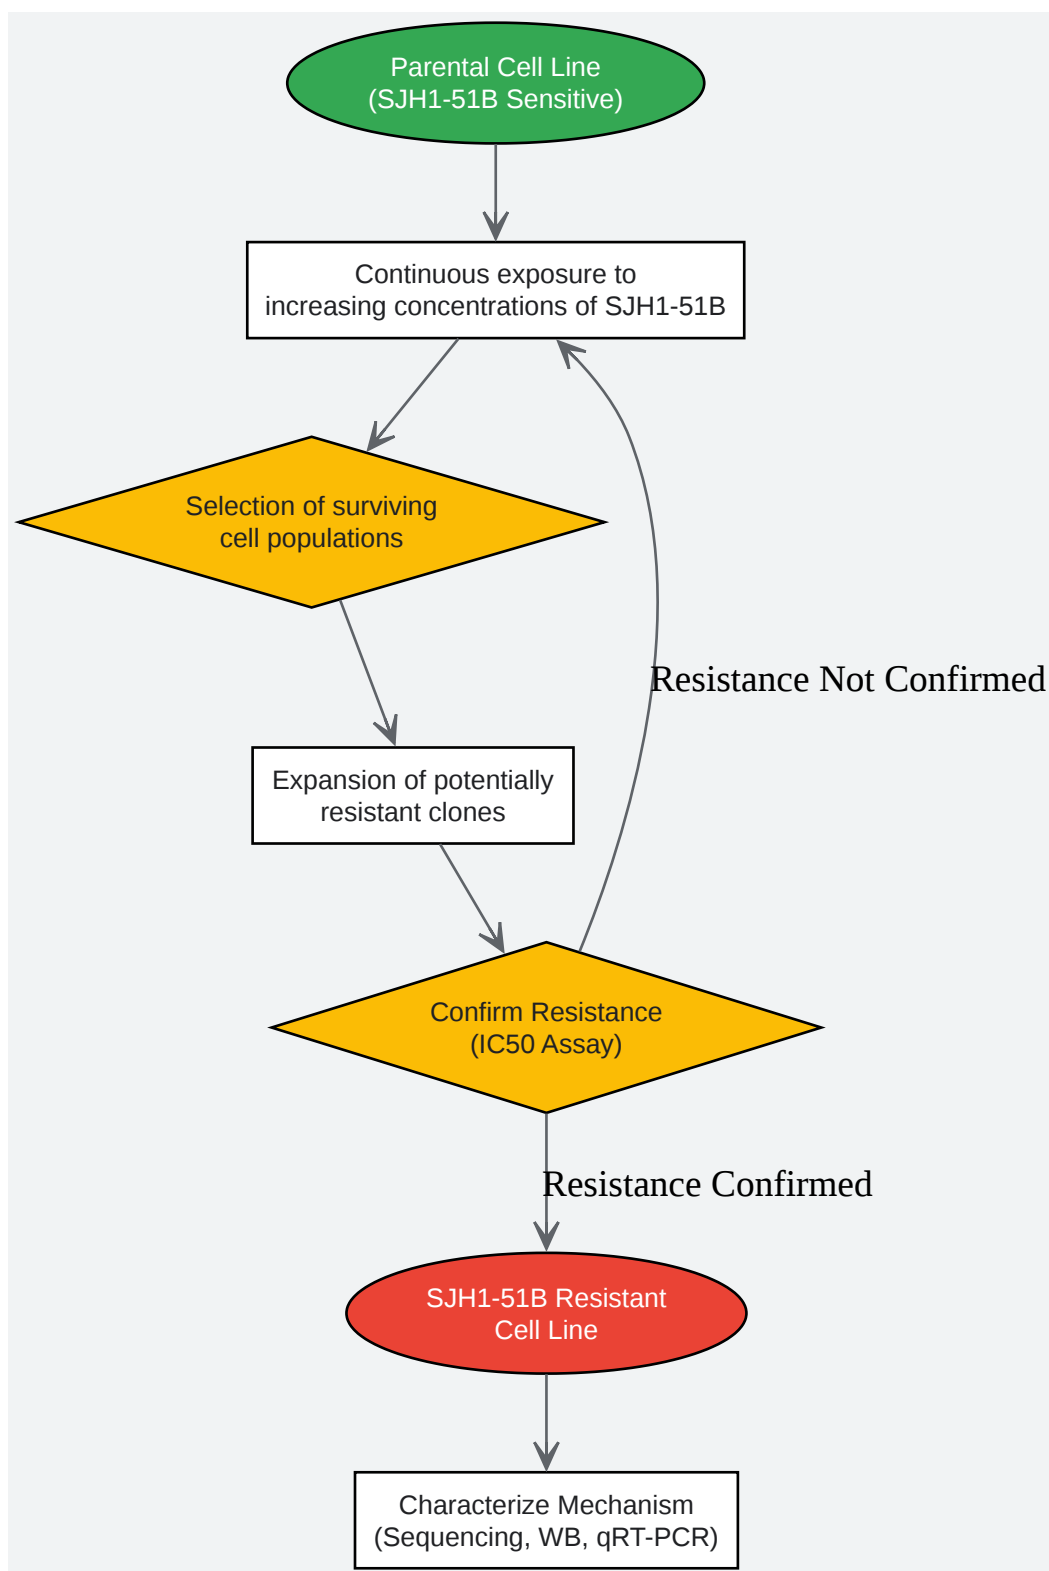 Parental Cell Line
(SJH1-51B Sensitive)
Continuous exposure to
increasing concentrations of SJH1-51B
Selection of surviving
cell populations
Resistance Not Confirmed
Expansion of potentially
resistant clones
Confirm Resistance
(IC50 Assay)
Resistance Confirmed
SJH1-51B Resistant
Cell Line
Characterize Mechanism
(Sequencing, WB, qRT-PCR)